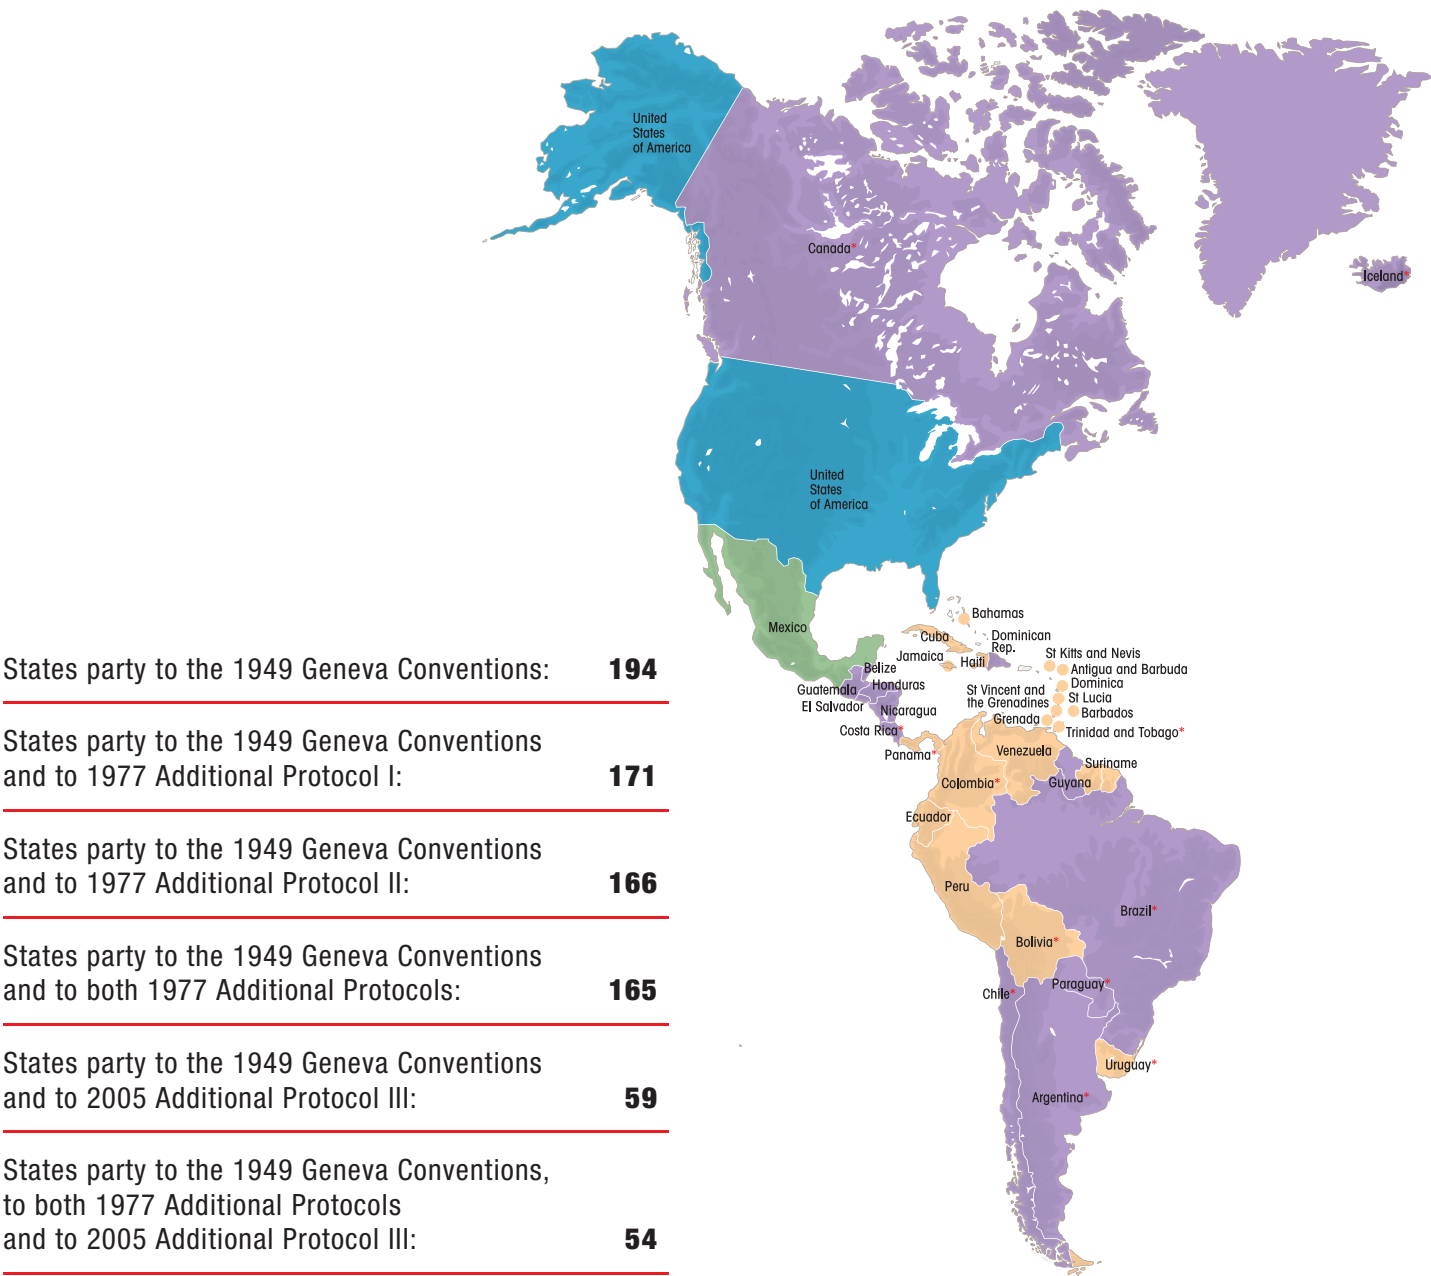 States party to the 1949 Geneva Conventions: 194
States party to the 1949 Geneva Conventions
and to 1977 Additional Protocol I: 171
States party to the 1949 Geneva Conventions
and to 1977 Additional Protocol II: 166
States party to the 1949 Geneva Conventions
and to both 1977 Additional Protocols: 165
States party to the 1949 Geneva Conventions
and to 2005 Additional Protocol III: 59
States party to the 1949 Geneva Conventions,
to both 1977 Additional Protocols
and to 2005 Additional Protocol III: 54
United
States
of America
Canada*
Iceland*
United
States
of America
Mexico
Bahamas
Cuba
Dominican
Rep.
Jamaica
Haiti
St Kitts and Nevis
Antigua and Barbuda
Belize
Dominica
Honduras
Guatemala
St Vincent and
the Grenadines
St Lucia
El Salvador
Nicaragua
Barbados
Grenada
Costa Rica*
Trinidad and Tobago*
Panama*
Venezuela
Suriname
Colombia*
Guyana
Ecuador
Peru
Brazil*
Bolivia*
Paraguay*
Chile*
Uruguay*
Argentina*